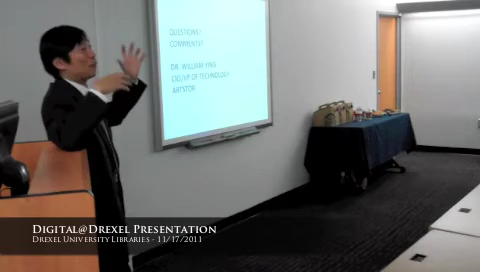 QUESTIONS?
COMMENTS?
DR. WILLIAM YING
CIO/VP OF TECHNOLOGY
ARTSTOR
DIGITAL@DREXEL PRESENTATION
DREXEL UNIVERSITY LIBRARIES - 11/17/2011